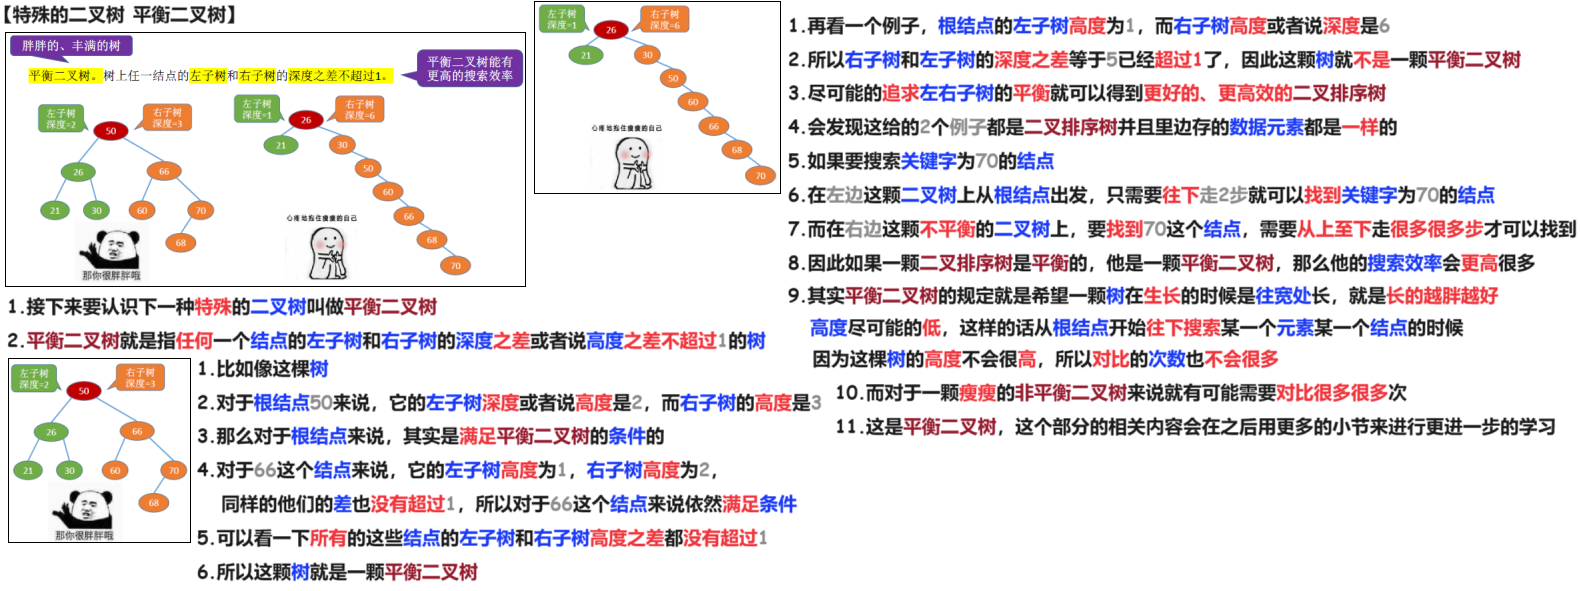 【特殊的二叉树 平衡二叉树】
胖胖的、丰满的树
平衡二叉树。树上任一结点的左子树和右子树的深度之差不超过1。
平衡二叉树能有
更高的搜索效率
左子树
深度=2
右子树
深度=3
50
26
66
21
30
60
70
68
那你很胖胖哦
左子树
深度=1
右子树
深度=6
26
21
30
50
60
66
68
70
心疼地抱住瘦瘦的自己
1.接下来要认识下一种特殊的二叉树叫做平衡二叉树
2.平衡二叉树就是指任何一个结点的左子树和右子树的深度之差或者说高度之差不超过1的树
左子树
深度=2
右子树
深度=3
50
26
66
21
30
60
70
68
那你很胖胖哦
1.比如像这棵树
2.对于根结点50来说，它的左子树深度或者说高度是2，而右子树的高度是3
3.那么对于根结点来说，其实是满足平衡二叉树的条件的
4.对于66这个结点来说，它的左子树高度为1，右子树高度为2，
同样的他们的差也没有超过1，所以对于66这个结点来说依然满足条件
5.可以看一下所有的这些结点的左子树和右子树高度之差都没有超过1
6.所以这颗树就是一颗平衡二叉树
左子树
深度=1
右子树
深度=6
26
21
30
50
60
66
68
70
心疼地抱住瘦瘦的自己
1.再看一个例子，根结点的左子树高度为1，而右子树高度或者说深度是6
2.所以右子树和左子树的深度之差等于5已经超过1了，因此这颗树就不是一颗平衡二叉树
3.尽可能的追求左右子树的平衡就可以得到更好的、更高效的二叉排序树
4.会发现这给的2个例子都是二叉排序树并且里边存的数据元素都是一样的
5.如果要搜索关键字为70的结点
6.在左边这颗二叉树上从根结点出发，只需要往下走2步就可以找到关键字为70的结点
7.而在右边这颗不平衡的二叉树上，要找到70这个结点，需要从上至下走很多很多步才可以找到
8.因此如果一颗二叉排序树是平衡的，他是一颗平衡二叉树，那么他的搜索效率会更高很多
9.其实平衡二叉树的规定就是希望一颗树在生长的时候是往宽处长，就是长的越胖越好
高度尽可能的低，这样的话从根结点开始往下搜索某一个元素某一个结点的时候
因为这棵树的高度不会很高，所以对比的次数也不会很多
10.而对于一颗瘦瘦的非平衡二叉树来说就有可能需要对比很多很多次
11.这是平衡二叉树，这个部分的相关内容会在之后用更多的小节来进行更进一步的学习